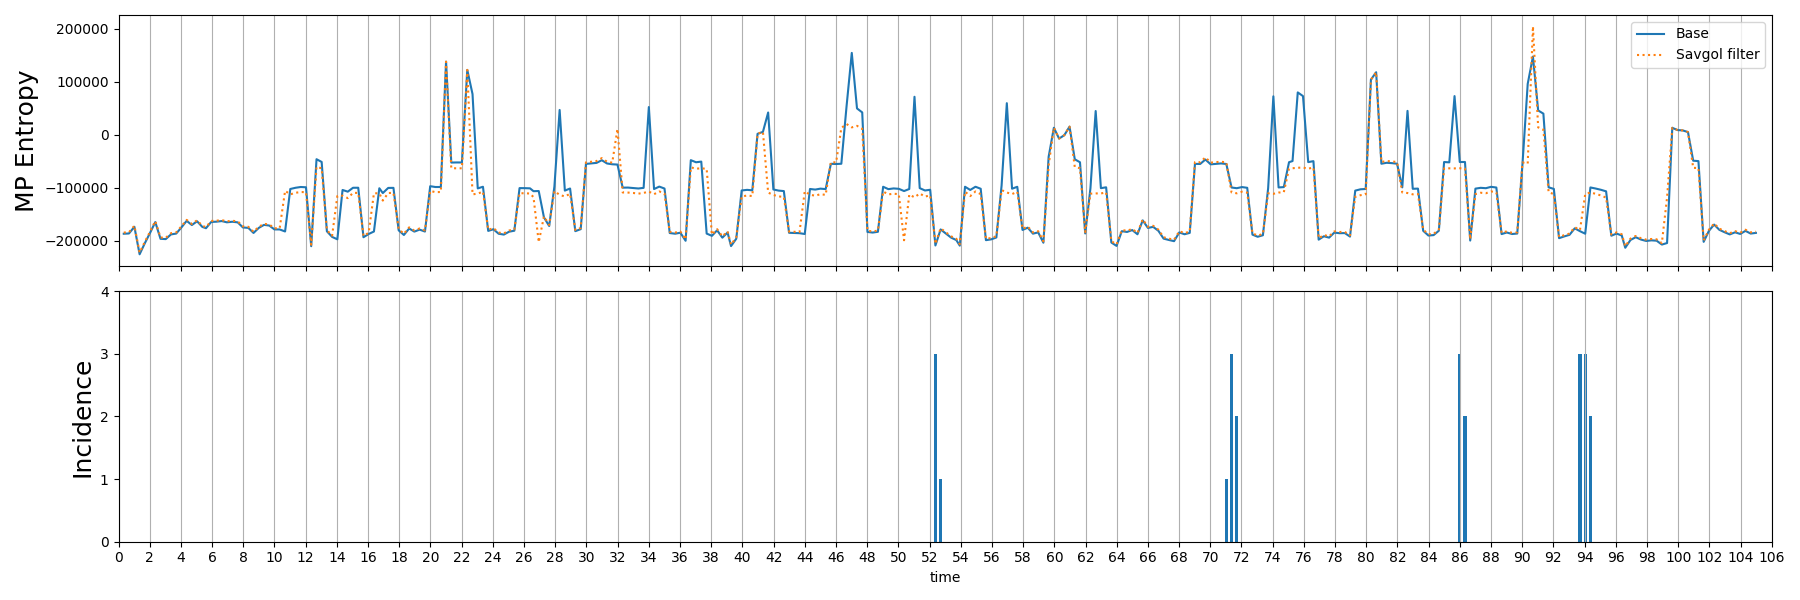 MP Entropy
200000
100000
0
−100000
−200000
Base
Savgol filter
Incidence
4
3
2
1
0
0 2 4 6 8 10 12 14 16 18 20 22 24 26 28 30 32 34 36 38 40 42 44 46 48 50 52 54 56 58 60 62 64 66 68 70 72 74 76 78 80 82 84 86 88 90 92 94 96 98 100 102 104 106
time